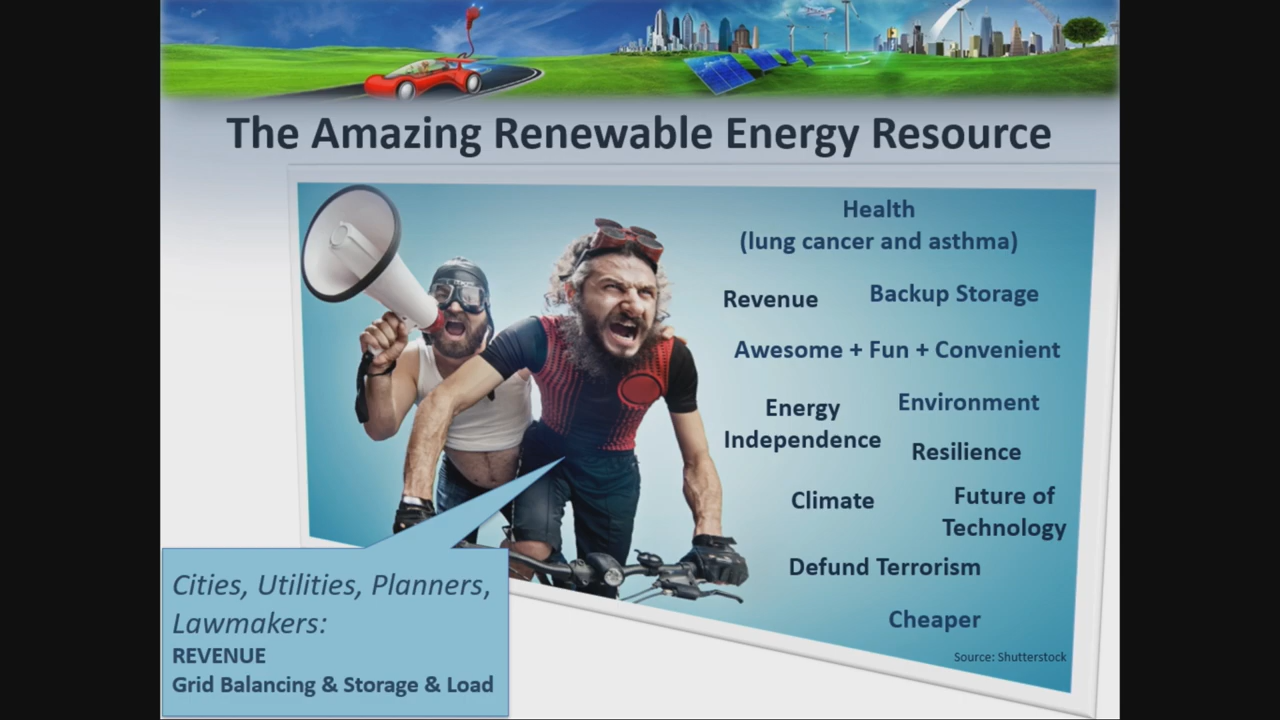 The Amazing Renewable Energy Resource
Health
(lung cancer and asthma)
Revenue
Backup Storage
Awesome + Fun + Convenient
Energy
Independence
Environment
Resilience
Climate
Future of
Technology
Defund Terrorism
Cheaper
Source: Shutterstock
Cities, Utilities, Planners,
Lawmakers:
REVENUE
Grid Balancing & Storage & Load